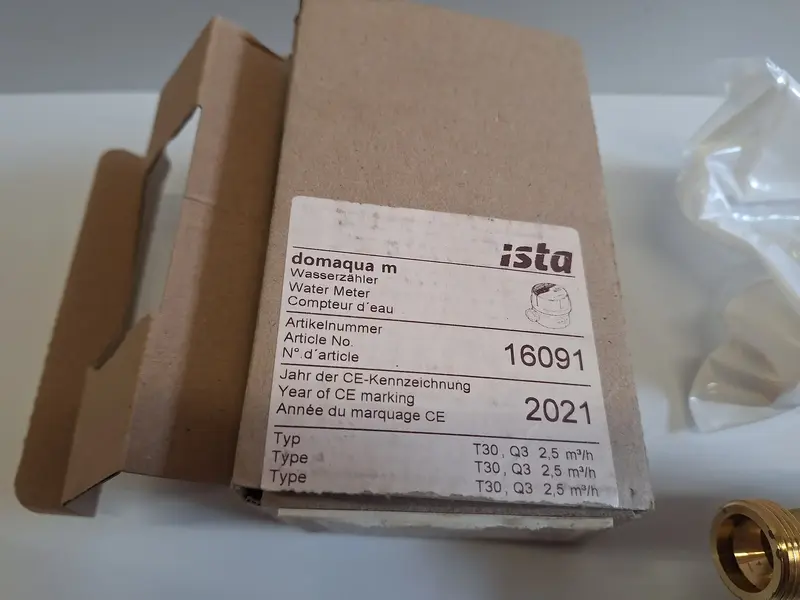 ista
domaqua m
Wasserzähler
Water Meter
Compteur d´eau
Artikelnummer
Article No.
N°.d´article
16091
Jahr der CE-Kennzeichnung
Year of CE marking
Année du marquage CE
2021
Typ T30, Q3 2,5 m³/h
Type T30, Q3 2,5 m³/h
Type T30, Q3 2,5 m³/h